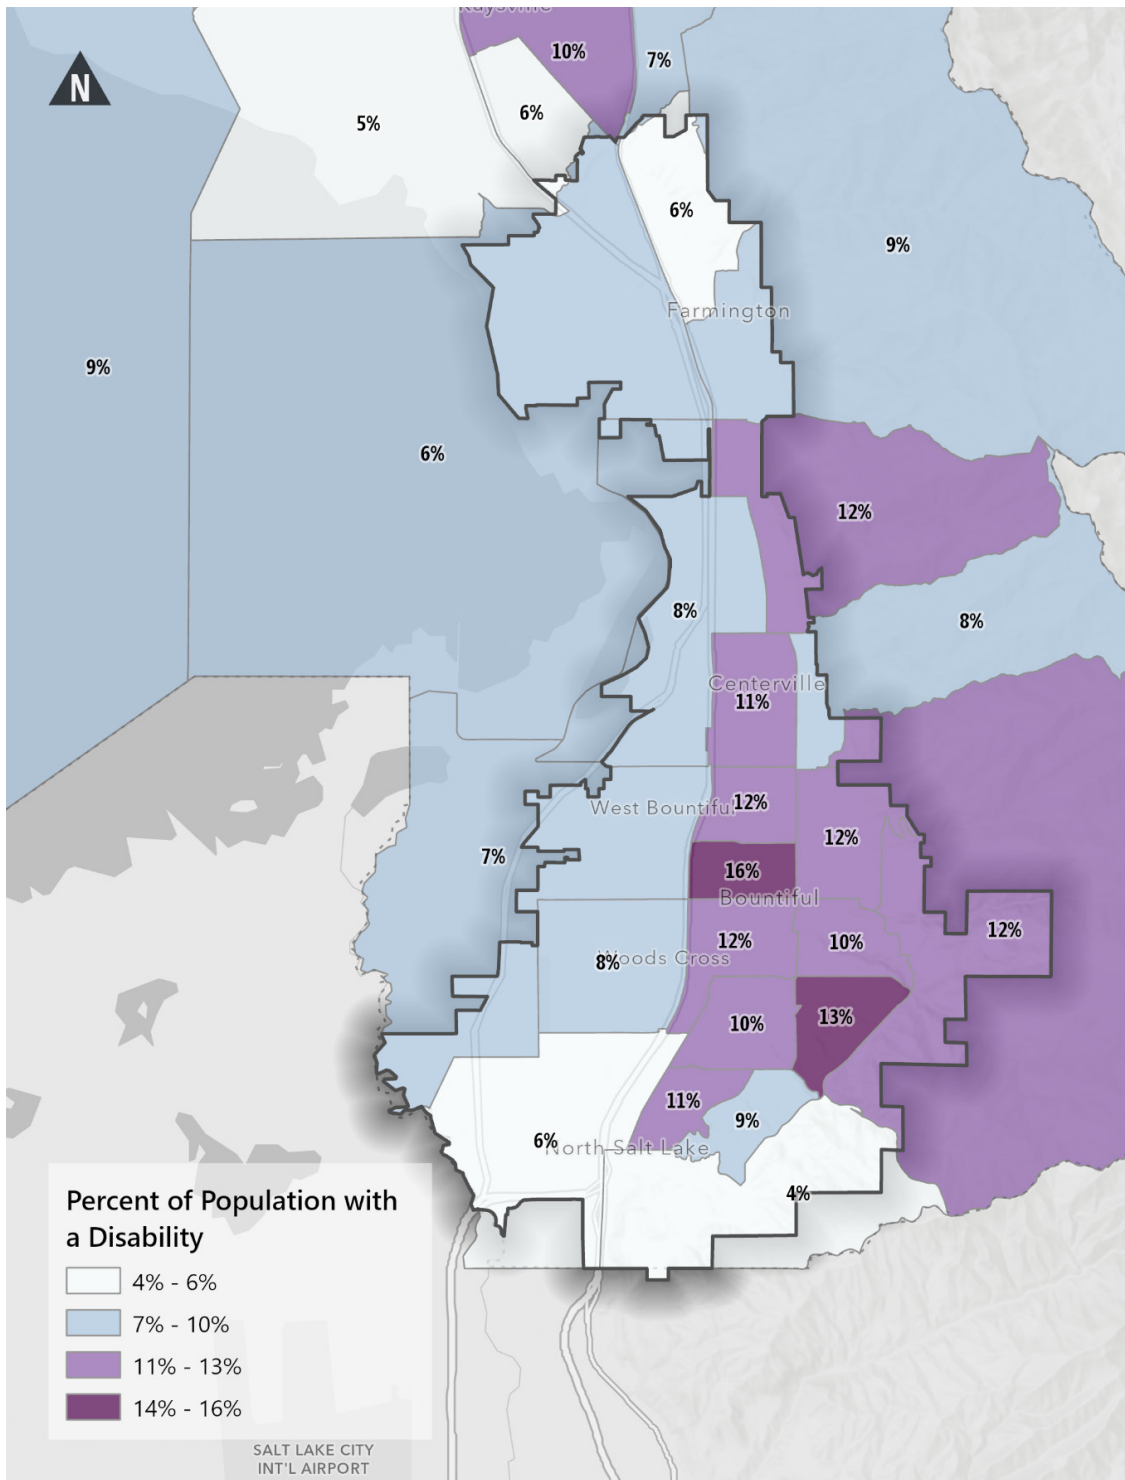 Kaysville
10%
7%
N
5%
6%
6%
9%
Farmington
9%
6%
12%
8%
8%
Centerville
11%
West Bountiful
12%
12%
7%
16%
Bountiful
12%
12%
10%
Woods Cross
8%
10%
13%
11%
9%
6%
North Salt Lake
4%
Percent of Population with
a Disability
4% - 6%
7% - 10%
11% - 13%
14% - 16%
SALT LAKE CITY
INT'L AIRPORT